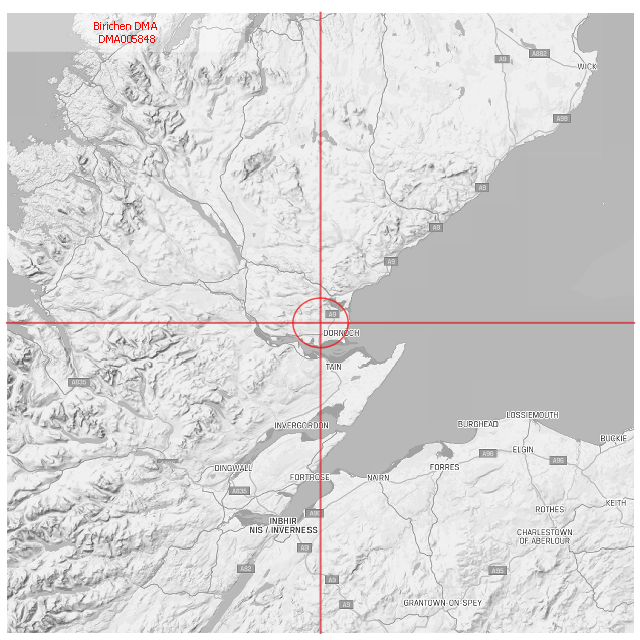 Birichen DMA
DMA005848
A9
A882
WICK
A99
A9
A9
A9
A9
DORNOCH
TAIN
A835
LOSSIEMOUTH
BURGHEAD
INVERGORDON
BUCKIE
ELGIN
A96
A96
DINGWALL
FORRES
FORTROSE
NAIRN
A835
KEITH
ROTHES
A96
INBHIR
NIS / INVERNESS
CHARLESTOWN
OF ABERLOUR
A9
A82
A95
A9
GRANTOWN-ON-SPEY
A9